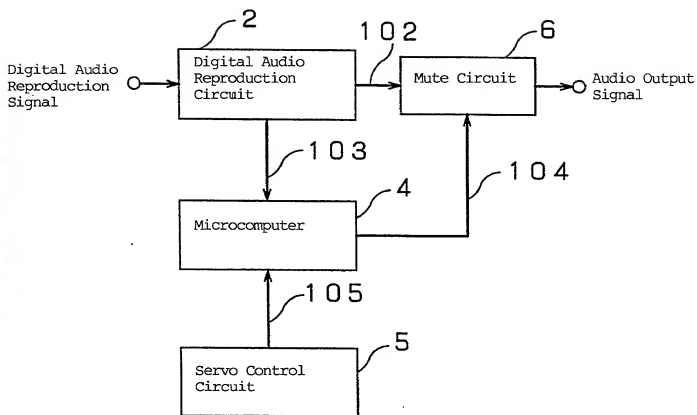 2
102
6
Digital Audio
Reproduction
Signal
Digital Audio
Reproduction
Circuit
Mute Circuit
Audio Output
Signal
103
104
4
Microcomputer
105
5
Servo Control
Circuit